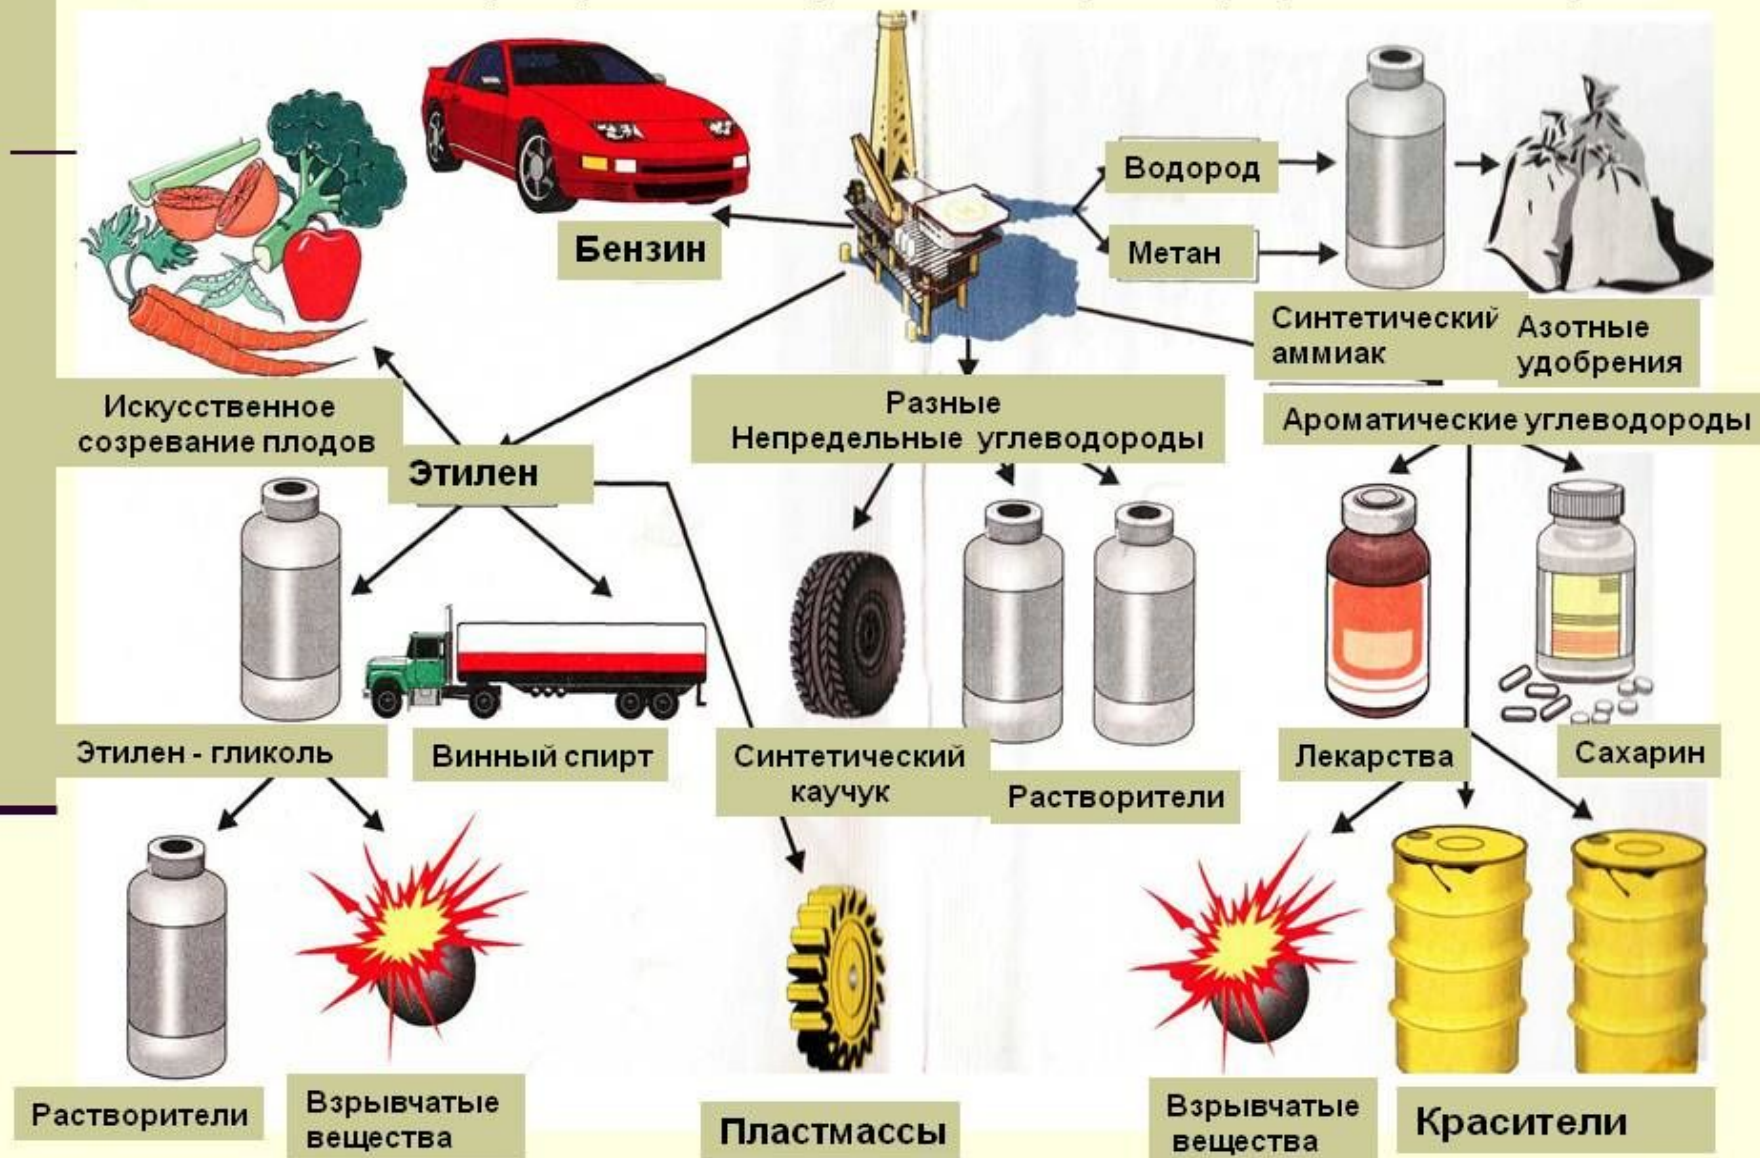 Водород
Бензин
Метан
Синтетический
аммиак
Азотные
удобрения
Искусственное
созревание плодов
Разные
Непредельные углеводороды
Ароматические углеводороды
Этилен
Этилен - гликоль
Винный спирт
Синтетический
каучук
Растворители
Лекарства
Сахарин
Растворители
Взрывчатые
вещества
Пластмассы
Взрывчатые
вещества
Красители